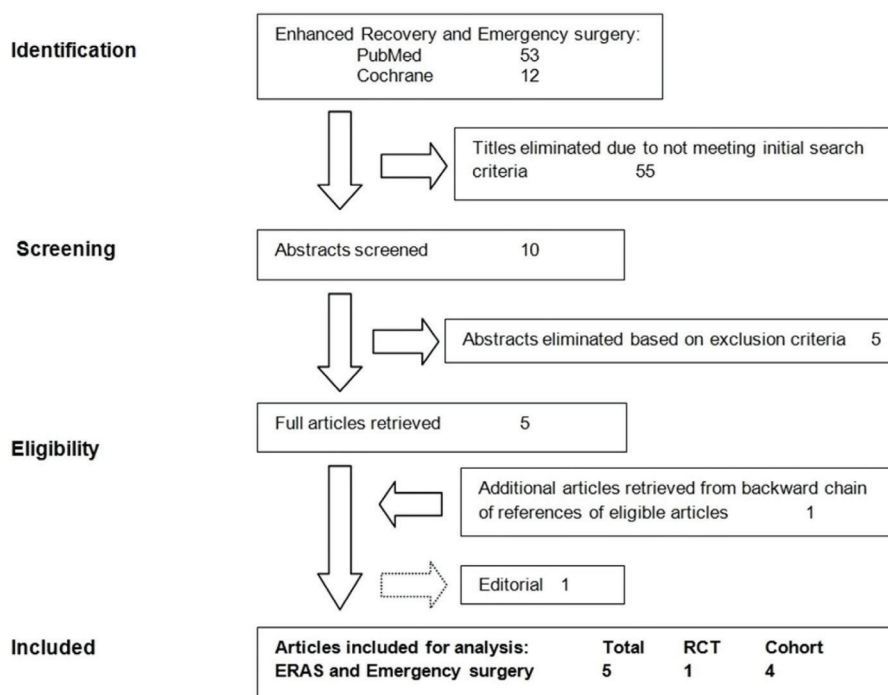 Identification
Enhanced Recovery and Emergency surgery:
PubMed 53
Cochrane 12
Titles eliminated due to not meeting initial search
criteria 55
Screening
Abstracts screened 10
Abstracts eliminated based on exclusion criteria 5
Full articles retrieved 5
Eligibility
Additional articles retrieved from backward chain
of references of eligible articles 1
Editorial 1
Included
Articles included for analysis: Total RCT Cohort
ERAS and Emergency surgery 5 1 4